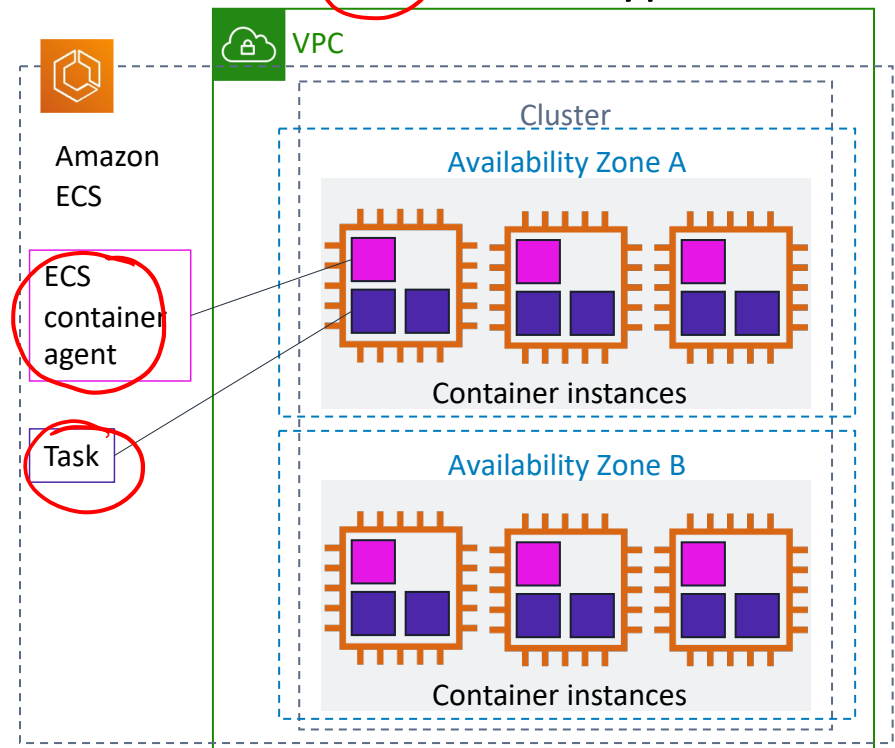 VPC
Cluster
Amazon
ECS
Availability Zone A
ECS
container
agent
Container instances
Task
Availability Zone B
Container instances